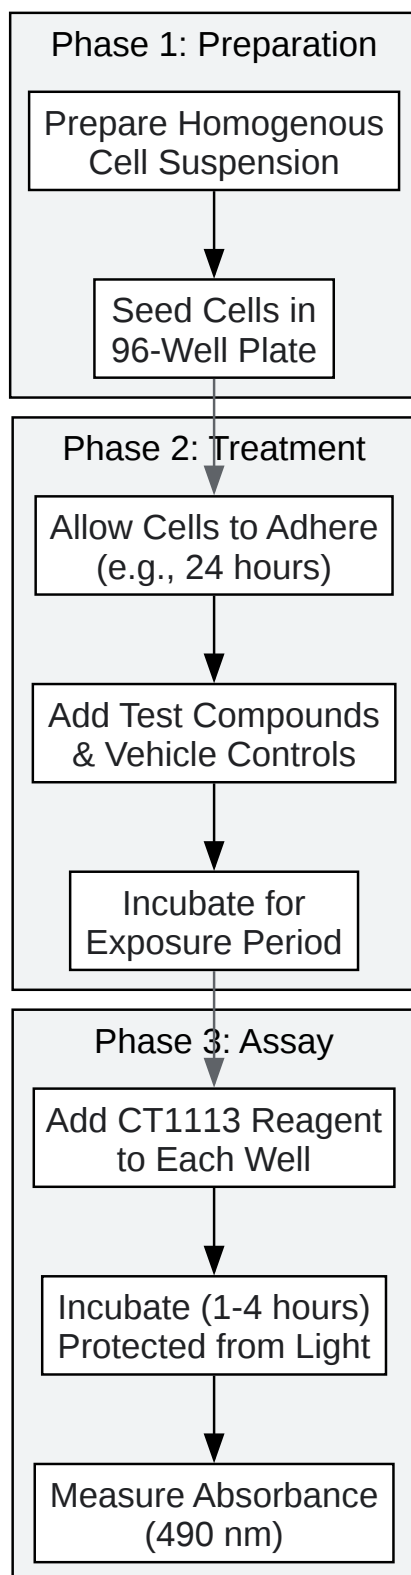 Phase 1: Preparation
Prepare Homogenous
Cell Suspension
Seed Cells in
96-Well Plate
Phase 2: Treatment
Allow Cells to Adhere
(e.g., 24 hours)
Add Test Compounds
& Vehicle Controls
Incubate for
Exposure Period
Phase 3: Assay
Add CT1113 Reagent
to Each Well
Incubate (1-4 hours)
Protected from Light
Measure Absorbance
(490 nm)